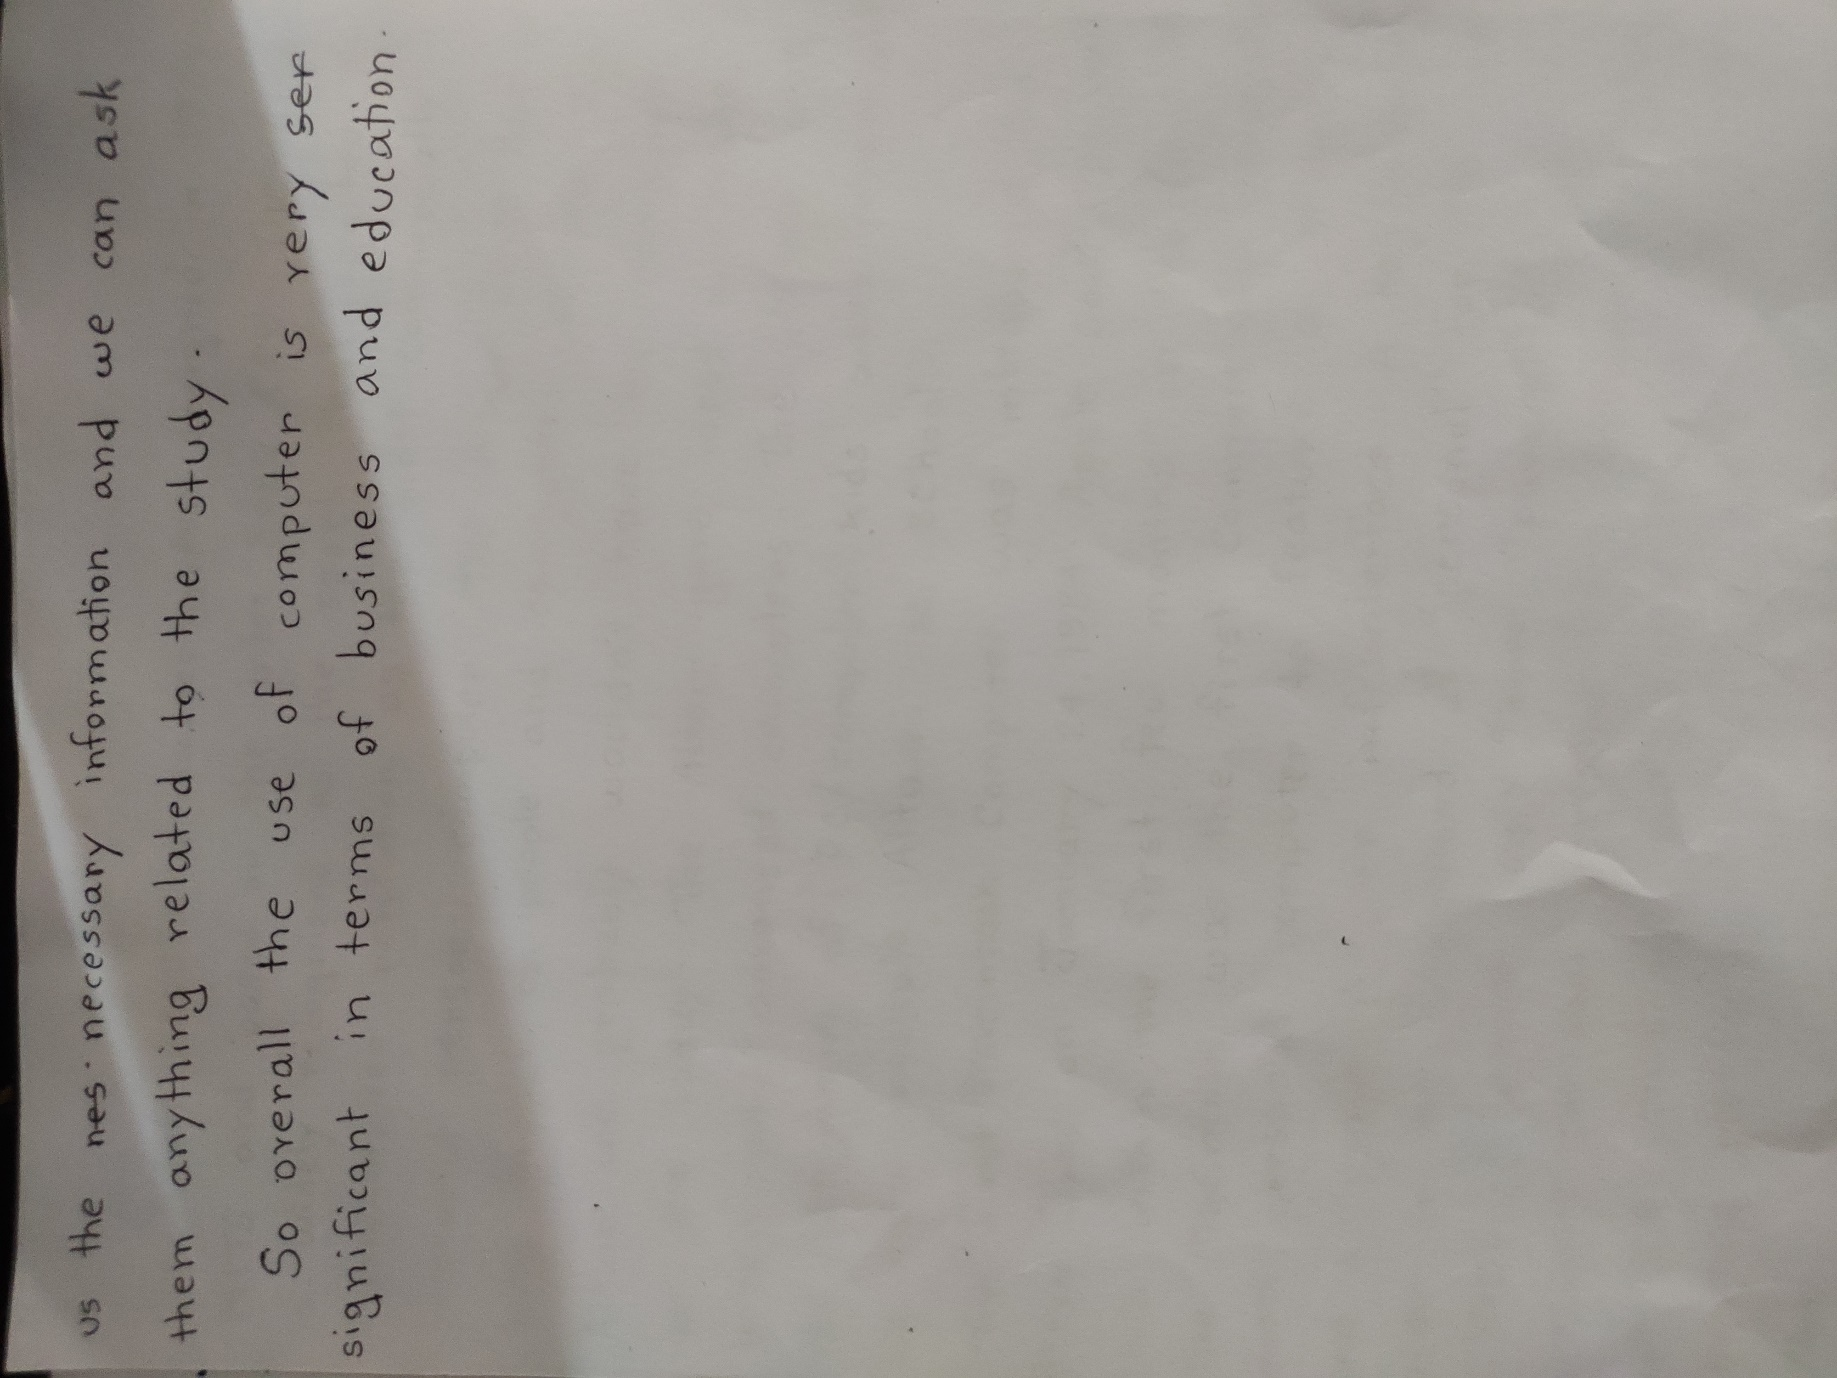 us the nes. necessary information and we can ask
them anything related to the study.
So overall the use of computer is very ser
significant in terms of business and education.